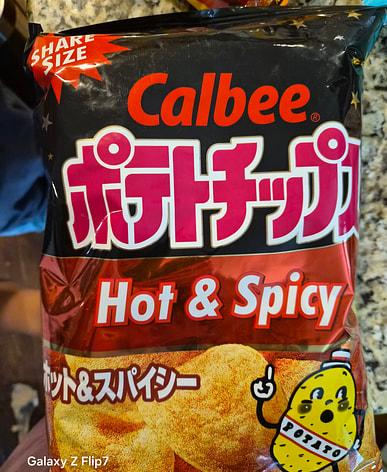 SHARE
SIZE
Calbee®
ポテトチップス
Hot & Spicy
ホット&スパイシー
POTATO
Galaxy Z Flip7